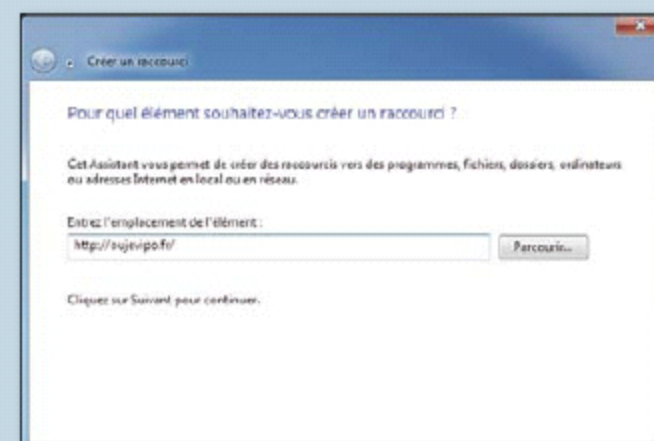 Créer un raccourci
Pour quel élément souhaitez-vous créer un raccourci ?
Cet Assistant vous permet de créer des raccourcis vers des programmes, fichiers, dossiers, ordinateurs
ou adresses Internet en local ou en réseau.
Entrez l'emplacement de l'élément :
http://oujevipo.fr/
Parcourir...
Cliquez sur Suivant pour continuer.